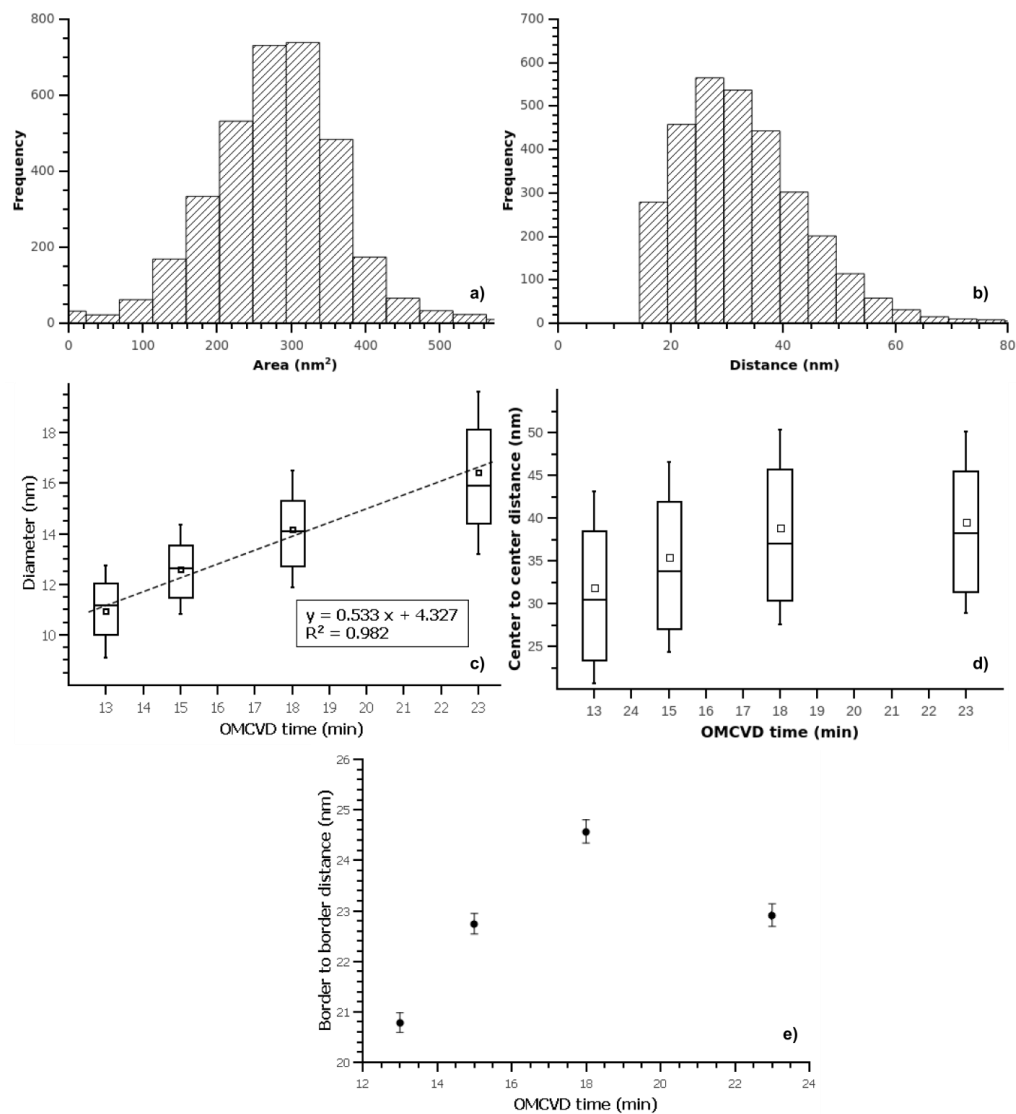 800
600
400
200
0
Frequency
0 100 200 300 400 500
Area (nm²)
a)
700
600
500
400
300
200
100
0
Frequency
0 20 40 60 80
Distance (nm)
b)
18
16
14
12
10
Diameter (nm)
y = 0.533 x + 4.327
R² = 0.982
c)
13 14 15 16 17 18 19 20 21 22 23
OMCVD time (min)
50
45
40
35
30
25
Center to center distance (nm)
d)
13 24 15 16 17 18 19 20 21 22 23
OMCVD time (min)
26
25
24
23
22
21
20
Border to border distance (nm)
e)
12 14 16 18 20 22 24
OMCVD time (min)